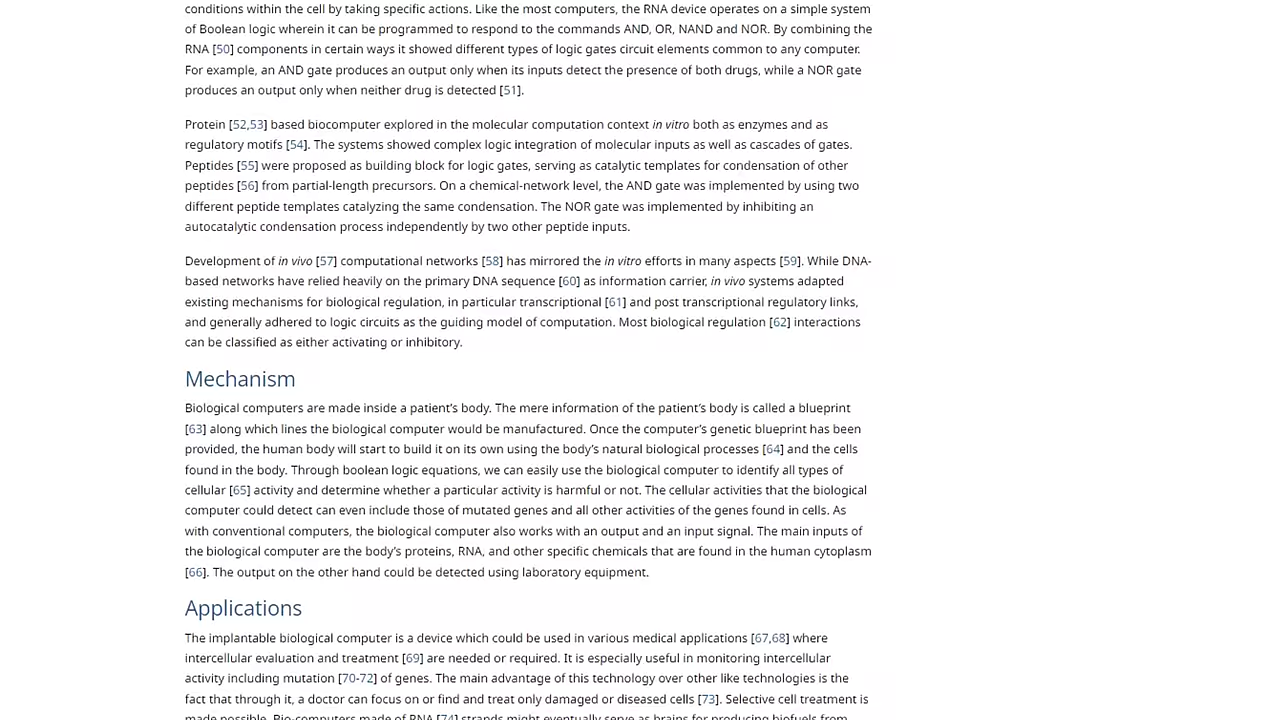 conditions within the cell by taking specific actions. Like the most computers, the RNA device operates on a simple system
of Boolean logic wherein it can be programmed to respond to the commands AND, OR, NAND and NOR. By combining the
RNA [50] components in certain ways it showed different types of logic gates circuit elements common to any computer.
For example, an AND gate produces an output only when its inputs detect the presence of both drugs, while a NOR gate
produces an output only when neither drug is detected [51].
Protein [52,53] based biocomputer explored in the molecular computation context in vitro both as enzymes and as
regulatory motifs [54]. The systems showed complex logic integration of molecular inputs as well as cascades of gates.
Peptides [55] were proposed as building block for logic gates, serving as catalytic templates for condensation of other
peptides [56] from partial-length precursors. On a chemical-network level, the AND gate was implemented by using two
different peptide templates catalyzing the same condensation. The NOR gate was implemented by inhibiting an
autocatalytic condensation process independently by two other peptide inputs.
Development of in vivo [57] computational networks [58] has mirrored the in vitro efforts in many aspects [59]. While DNA-
based networks have relied heavily on the primary DNA sequence [60] as information carrier, in vivo systems adapted
existing mechanisms for biological regulation, in particular transcriptional [61] and post transcriptional regulatory links,
and generally adhered to logic circuits as the guiding model of computation. Most biological regulation [62] interactions
can be classified as either activating or inhibitory.
Mechanism
Biological computers are made inside a patient's body. The mere information of the patient's body is called a blueprint
[63] along which lines the biological computer would be manufactured. Once the computer's genetic blueprint has been
provided, the human body will start to build it on its own using the body's natural biological processes [64] and the cells
found in the body. Through boolean logic equations, we can easily use the biological computer to identify all types of
cellular [65] activity and determine whether a particular activity is harmful or not. The cellular activities that the biological
computer could detect can even include those of mutated genes and all other activities of the genes found in cells. As
with conventional computers, the biological computer also works with an output and an input signal. The main inputs of
the biological computer are the body's proteins, RNA, and other specific chemicals that are found in the human cytoplasm
[66]. The output on the other hand could be detected using laboratory equipment.
Applications
The implantable biological computer is a device which could be used in various medical applications [67,68] where
intercellular evaluation and treatment [69] are needed or required. It is especially useful in monitoring intercellular
activity including mutation [70-72] of genes. The main advantage of this technology over other like technologies is the
fact that through it, a doctor can focus on or find and treat only damaged or diseased cells [73]. Selective cell treatment is
made possible. Bio-computers made of RNA [74] strands might eventually serve as brains for producing biofuels from